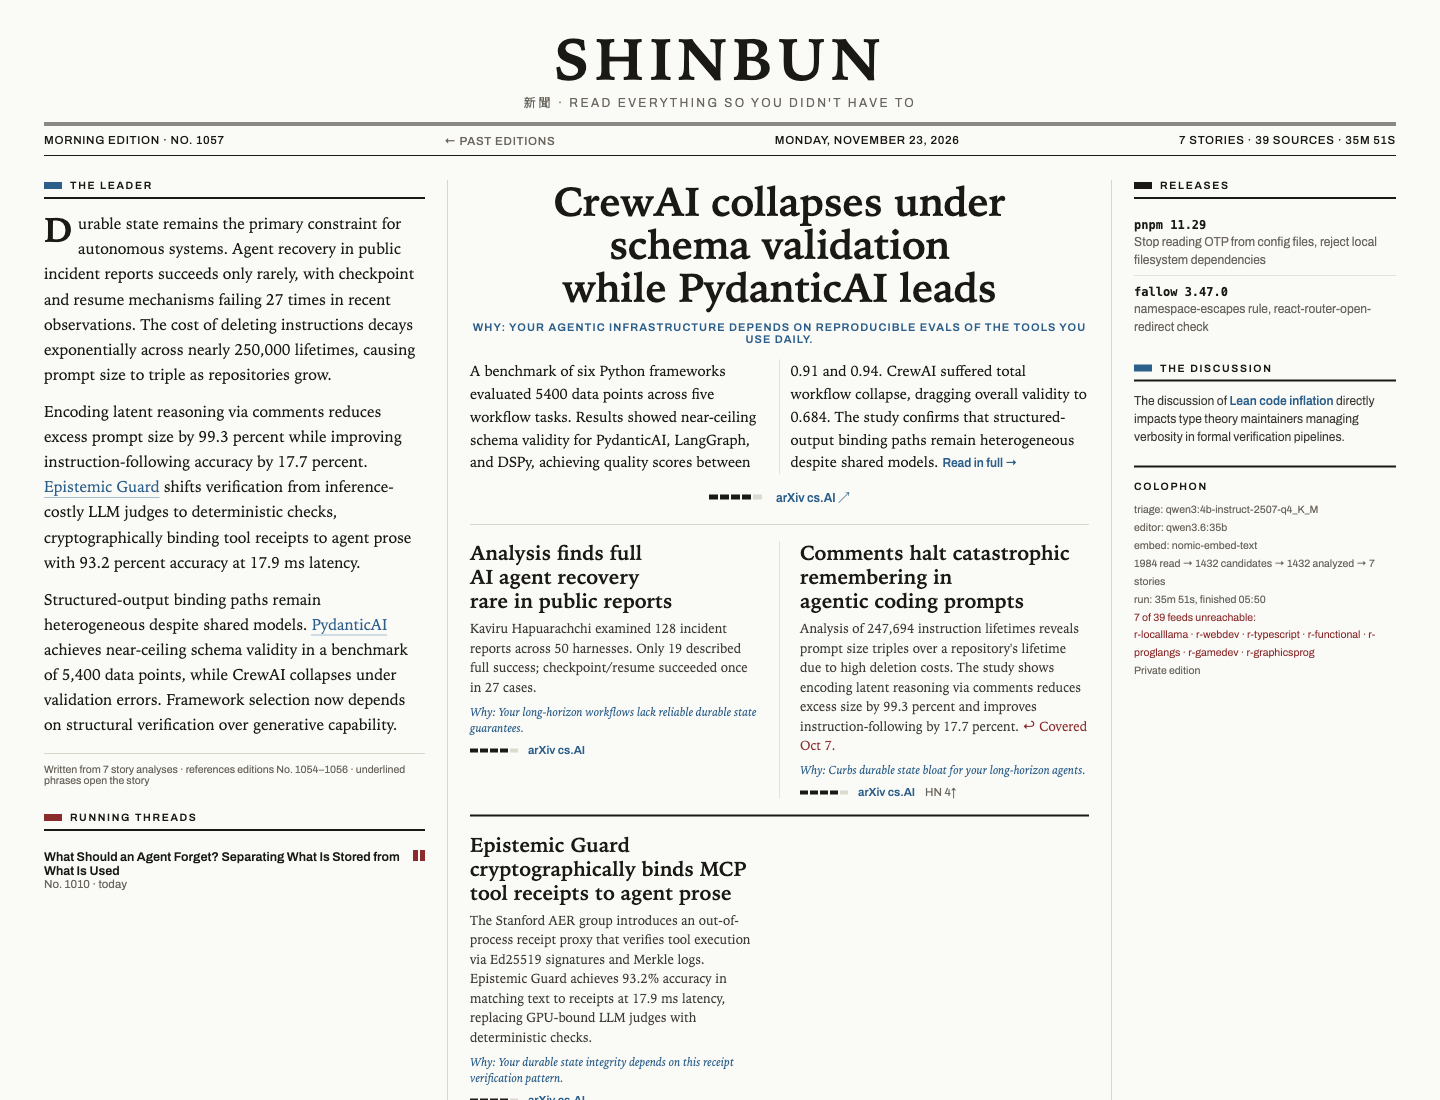 SHINBUN
新聞 · READ EVERYTHING SO YOU DIDN'T HAVE TO
MORNING EDITION · NO. 1057
← PAST EDITIONS
MONDAY, NOVEMBER 23, 2026
7 STORIES · 39 SOURCES · 35M 51S
THE LEADER
Durable state remains the primary constraint for
autonomous systems. Agent recovery in public
incident reports succeeds only rarely, with checkpoint
and resume mechanisms failing 27 times in recent
observations. The cost of deleting instructions decays
exponentially across nearly 250,000 lifetimes, causing
prompt size to triple as repositories grow.
Encoding latent reasoning via comments reduces
excess prompt size by 99.3 percent while improving
instruction-following accuracy by 17.7 percent.
Epistemic Guard shifts verification from inference-
costly LLM judges to deterministic checks,
cryptographically binding tool receipts to agent prose
with 93.2 percent accuracy at 17.9 ms latency.
Structured-output binding paths remain
heterogeneous despite shared models. PydanticAI
achieves near-ceiling schema validity in a benchmark
of 5,400 data points, while CrewAI collapses under
validation errors. Framework selection now depends
on structural verification over generative capability.
Written from 7 story analyses · references editions No. 1054–1056 · underlined
phrases open the story
RUNNING THREADS
What Should an Agent Forget? Separating What Is Stored from
What Is Used
No. 1010 · today
CrewAI collapses under
schema validation
while PydanticAI leads
WHY: YOUR AGENTIC INFRASTRUCTURE DEPENDS ON REPRODUCIBLE EVALS OF THE TOOLS YOU
USE DAILY.
A benchmark of six Python frameworks
evaluated 5400 data points across five
workflow tasks. Results showed near-ceiling
schema validity for PydanticAI, LangGraph,
and DSPy, achieving quality scores between
0.91 and 0.94. CrewAI suffered total
workflow collapse, dragging overall validity to
0.684. The study confirms that structured-
output binding paths remain heterogeneous
despite shared models. Read in full →
arXiv cs.AI ↗
Analysis finds full
AI agent recovery
rare in public reports
Kaviru Hapuarachchi examined 128 incident
reports across 50 harnesses. Only 19 described
full success; checkpoint/resume succeeded once
in 27 cases.
Why: Your long-horizon workflows lack reliable durable state
guarantees.
arXiv cs.AI
Comments halt catastrophic
remembering in
agentic coding prompts
Analysis of 247,694 instruction lifetimes reveals
prompt size triples over a repository's lifetime
due to high deletion costs. The study shows
encoding latent reasoning via comments reduces
excess size by 99.3 percent and improves
instruction-following by 17.7 percent. ↩ Covered
Oct 7.
Why: Curbs durable state bloat for your long-horizon agents.
arXiv cs.AI HN 4↑
Epistemic Guard
cryptographically binds MCP
tool receipts to agent prose
The Stanford AER group introduces an out-of-
process receipt proxy that verifies tool execution
via Ed25519 signatures and Merkle logs.
Epistemic Guard achieves 93.2% accuracy in
matching text to receipts at 17.9 ms latency,
replacing GPU-bound LLM judges with
deterministic checks.
Why: Your durable state integrity depends on this receipt
verification pattern.
arXiv cs.AI
RELEASES
pnpm 11.29
Stop reading OTP from config files, reject local
filesystem dependencies
fallow 3.47.0
namespace-escapes rule, react-router-open-
redirect check
THE DISCUSSION
The discussion of Lean code inflation directly
impacts type theory maintainers managing
verbosity in formal verification pipelines.
COLOPHON
triage: qwen3:4b-instruct-2507-q4_K_M
editor: qwen3.6:35b
embed: nomic-embed-text
1984 read → 1432 candidates → 1432 analyzed → 7
stories
run: 35m 51s, finished 05:50
7 of 39 feeds unreachable:
r-localllama · r-webdev · r-typescript · r-functional · r-
proglangs · r-gamedev · r-graphicsprog
Private edition